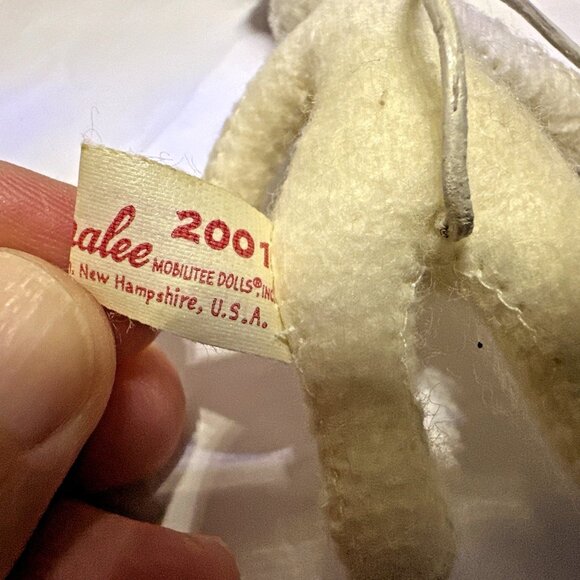 nalee 2001
MOBILITEE DOLLS®, INC
. New Hampshire, U.S.A.